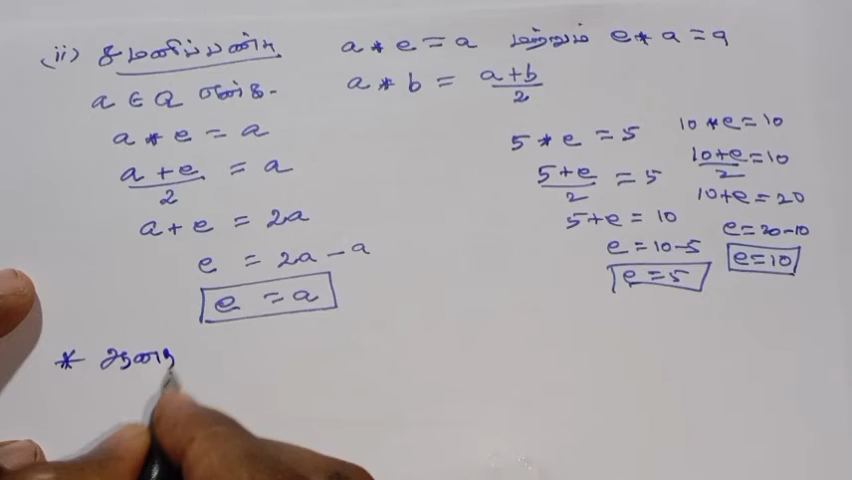 (ii) சமனிப்பண்பு a * e = a மற்றும் e * a = a
a ∈ Q என்க. a * b = a+b/2
a * e = a
a+e/2 = a
a+e = 2a
e = 2a-a
e = a
5 * e = 5
5+e/2 = 5
5+e = 10
e = 10-5
e = 5
10 * e = 10
10+e/2 = 10
10+e = 20
e = 20-10
e = 10
*